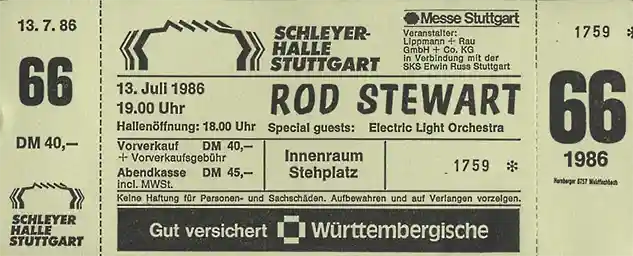 13.7.86
66
DM 40,—
SCHLEYER
HALLE
STUTTGART
SCHLEYER-
HALLE
STUTTGART
Messe Stuttgart
Veranstalter:
Lippmann + Rau
GmbH + Co. KG
in Verbindung mit der
SKS Erwin Russ Stuttgart
13. Juli 1986
19.00 Uhr
Hallenöffnung: 18.00 Uhr
ROD STEWART
Special guests: Electric Light Orchestra
Vorverkauf DM 40,—
+ Vorverkaufsgebühr
Abendkasse DM 45,—
incl. MWSt.
Innenraum
Stehplatz
1759 *
Keine Haftung für Personen- und Sachschäden. Aufbewahren und auf Verlangen vorzeigen.
Gut versichert Württembergische
1759 *
66
1986